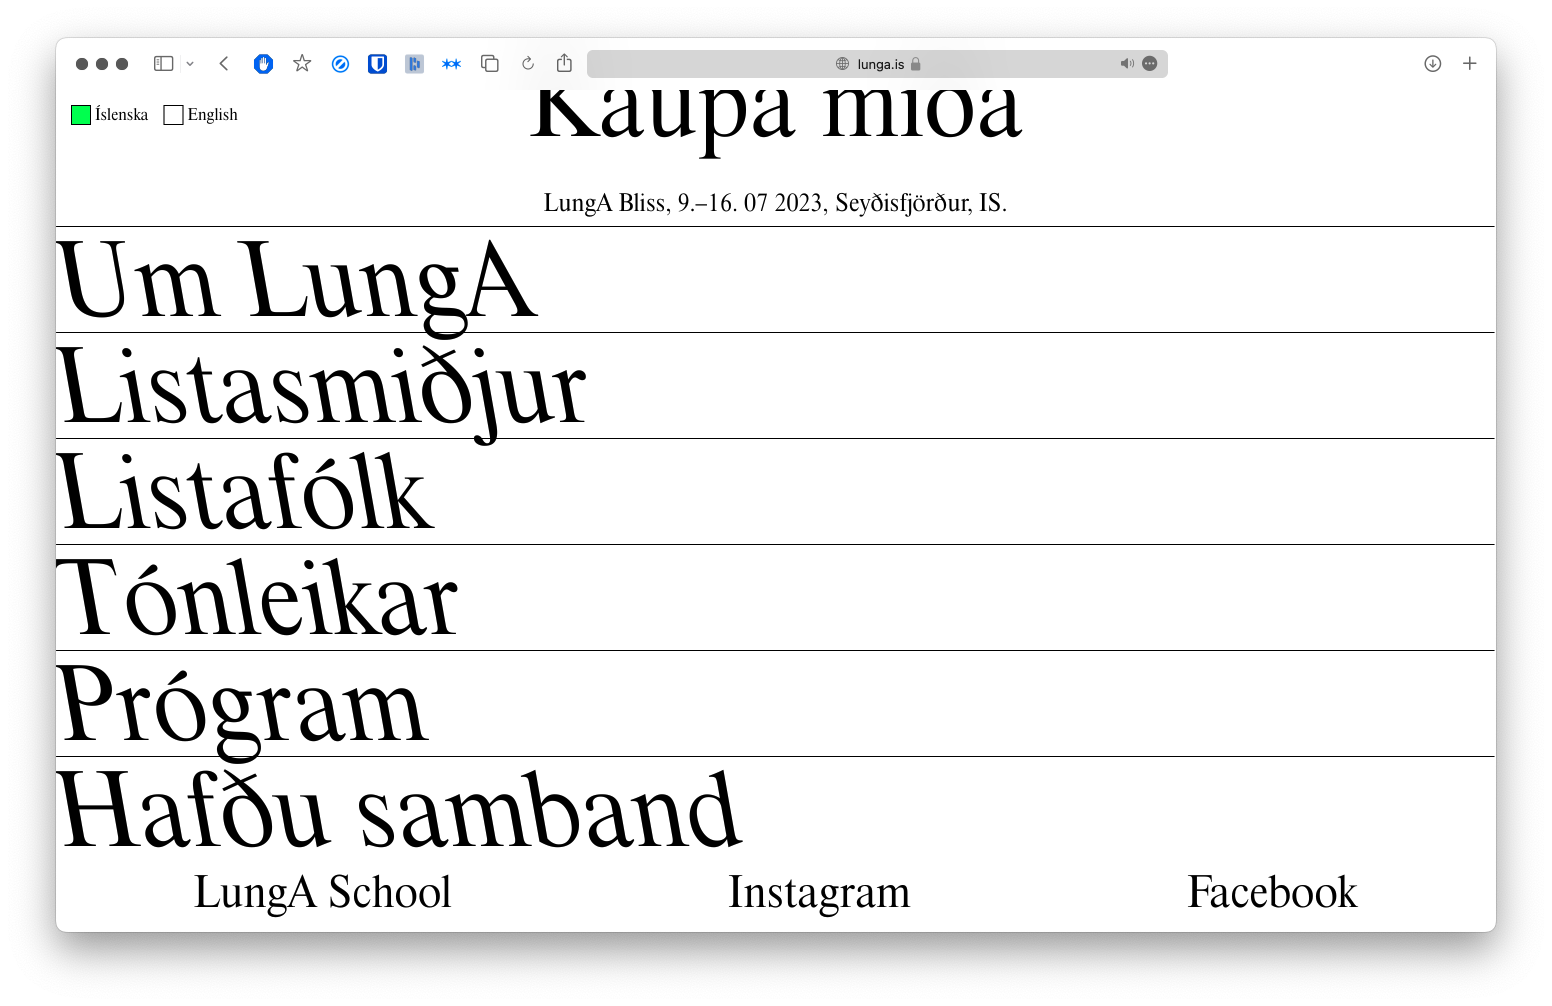 lunga.is
Íslenska English
Kaupa miða
LungA Bliss, 9.–16. 07 2023, Seyðisfjörður, IS.
Um LungA
Listasmiðjur
Listafólk
Tónleikar
Prógram
Hafðu samband
LungA School Instagram Facebook